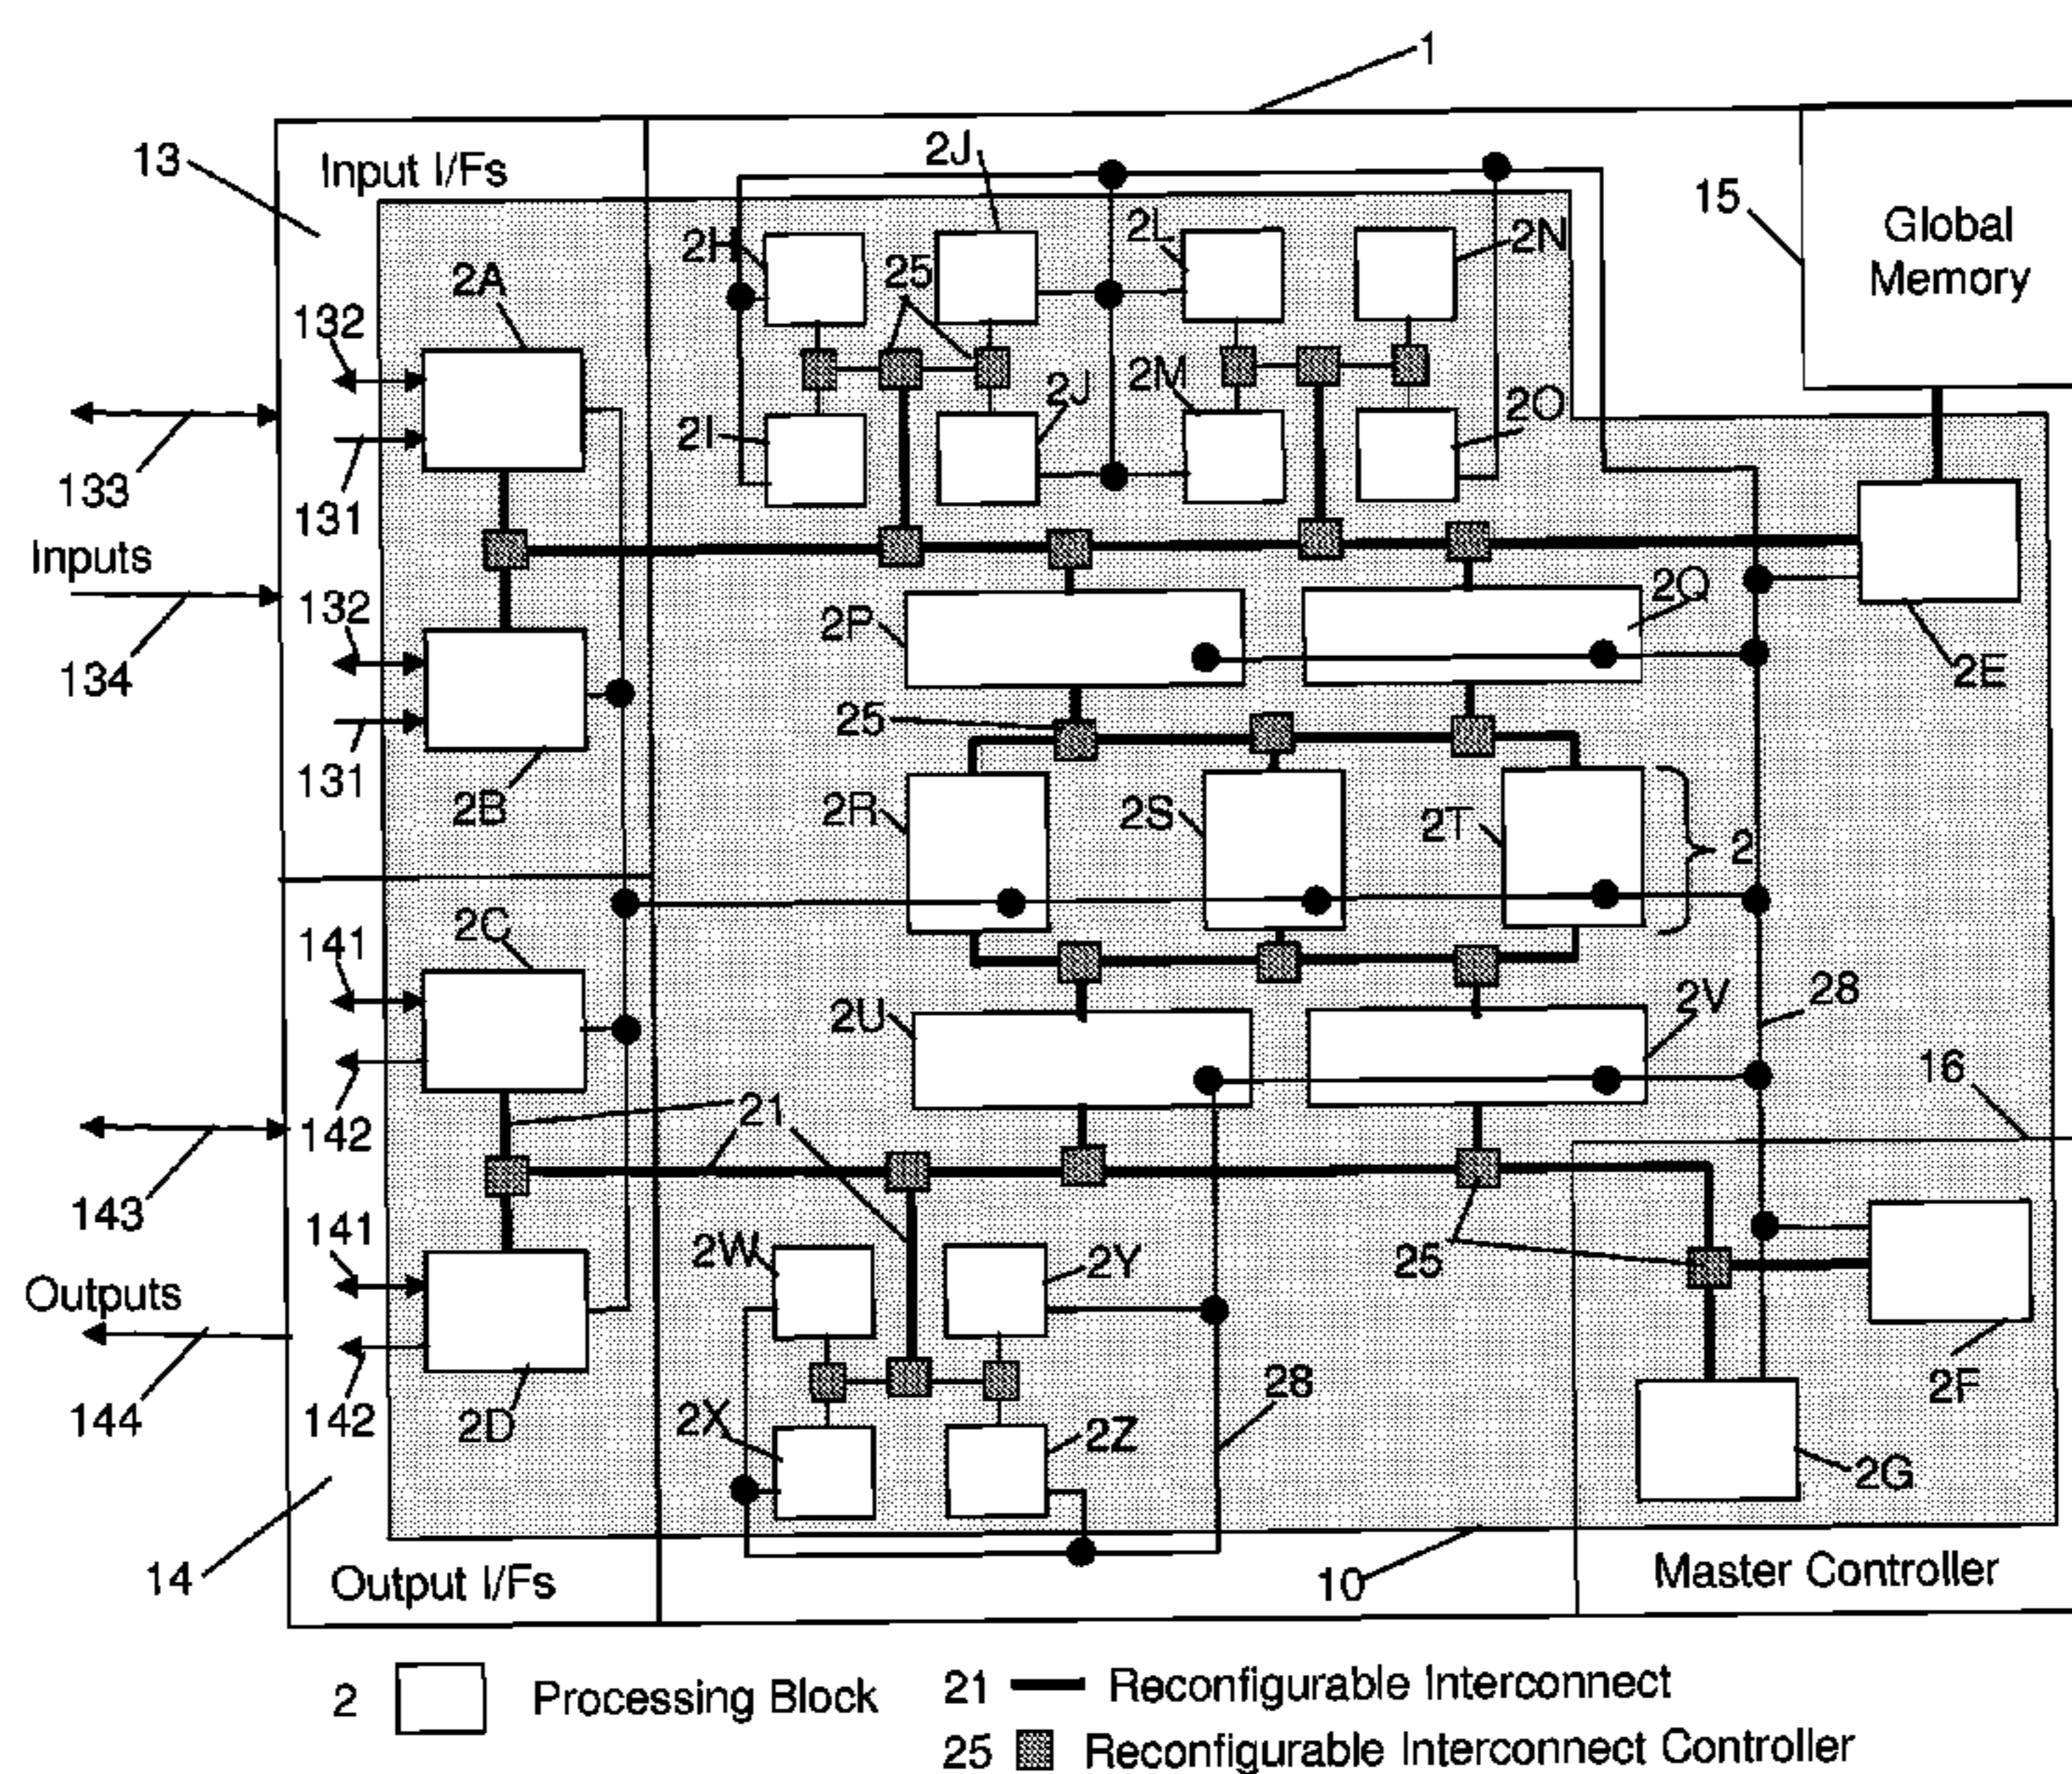 1
13
Input I/Fs
2J
15
Global
Memory
2H
25
2L
2N
2A
132
2I
2J
2M
2O
133
131
Inputs
132
2P
2Q
2E
134
131
25
2B
2R
2S
2T
2
2C
141
28
2U
2V
16
142
21
143
141
2W
2Y
25
Outputs
2F
28
144
142
2D
2X
2Z
2G
14
Output I/Fs
10
Master Controller
2 Processing Block
21 Reconfigurable Interconnect
25 Reconfigurable Interconnect Controller